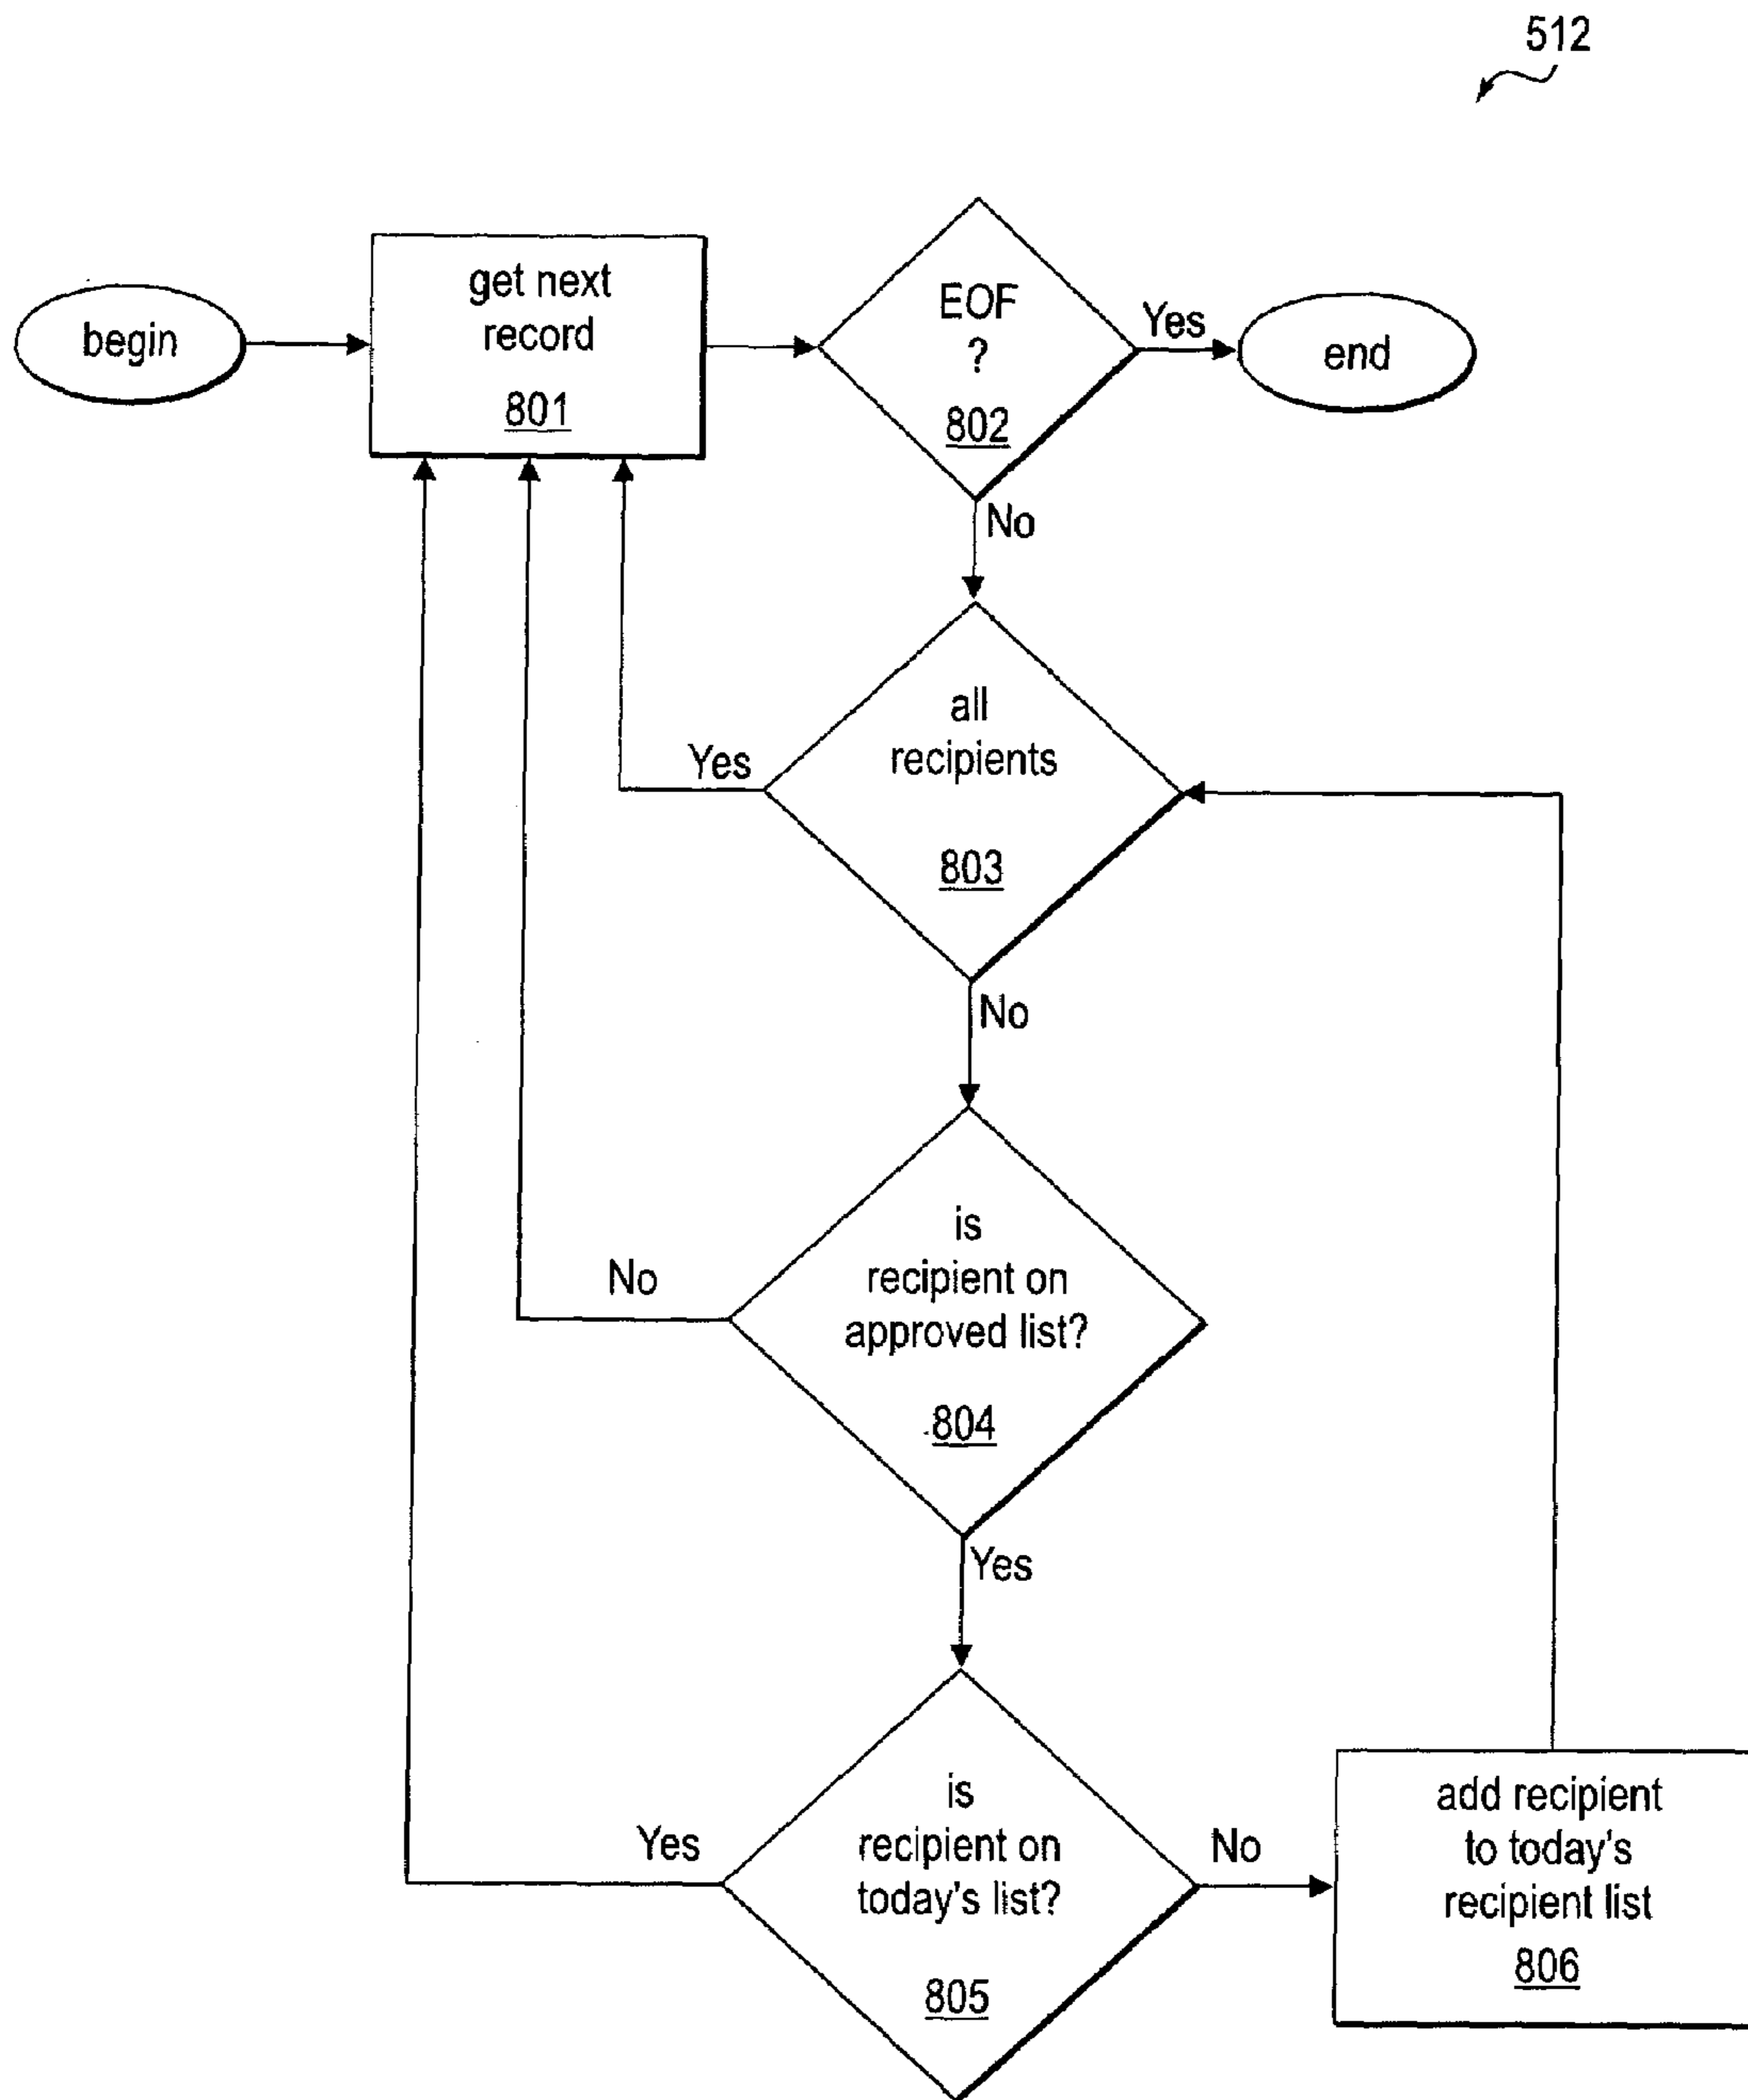 512
begin
get next
record
801
EOF
?
802
Yes
end
No
all
recipients
803
Yes
No
is
recipient on
approved list?
804
No
Yes
is
recipient on
today's list?
805
Yes
No
add recipient
to today's
recipient list
806